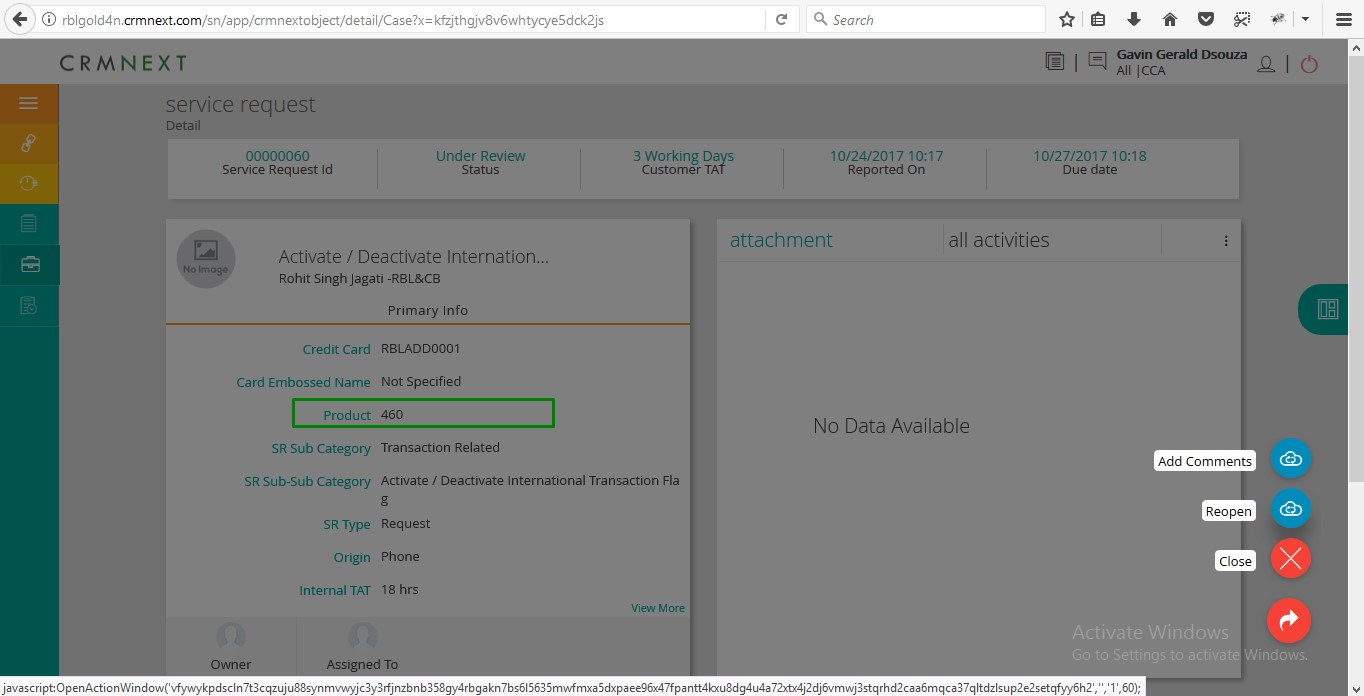 rblgold4n.crmnext.com/sn/app/crmnextobject/detail/Case?x=kfzjthgjv8v6whtycye5dck2js
Search
CRMNEXT
Gavin Gerald Dsouza
All |CCA
service request
Detail
00000060
Service Request Id
Under Review
Status
3 Working Days
Customer TAT
10/24/2017 10:17
Reported On
10/27/2017 10:18
Due date
No Image
Activate / Deactivate Internation...
Rohit Singh Jagati -RBL&CB
Primary Info
Credit Card RBLADD0001
Card Embossed Name Not Specified
Product 460
SR Sub Category Transaction Related
SR Sub-Sub Category Activate / Deactivate International Transaction Fla
g
SR Type Request
Origin Phone
Internal TAT 18 hrs
View More
Owner
Assigned To
attachment
all activities
No Data Available
Add Comments
Reopen
Close
Activate Windows
Go to Settings to activate Windows.
javascript:OpenActionWindow('vfywykpdscln7t3cqzuju88synmvwyjc3y3rfjnzbnb358gy4rbgakn7bs6l5635mwfmxa5dxpaee96x47fpantt4kxu8dg4u4a72xtx4j2dj6vmwj3stqrhd2caa6mqca37qltdzlsup2e2setqfyy6h2','','1',60);